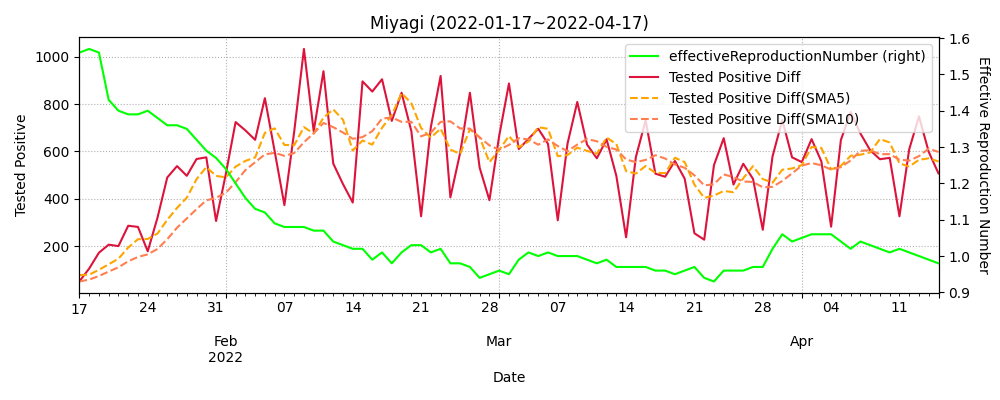 Miyagi (2022-01-17~2022-04-17)
effectiveReproductionNumber (right)
Tested Positive Diff
Tested Positive Diff(SMA5)
Tested Positive Diff(SMA10)
Tested Positive
1000
800
600
400
200
1.6
1.5
1.4
1.3
1.2
1.1
1.0
0.9
Effective Reproduction Number
17 24 31 07 14 21 28 07 14 21 28 04 11
Feb Mar Apr
2022
Date